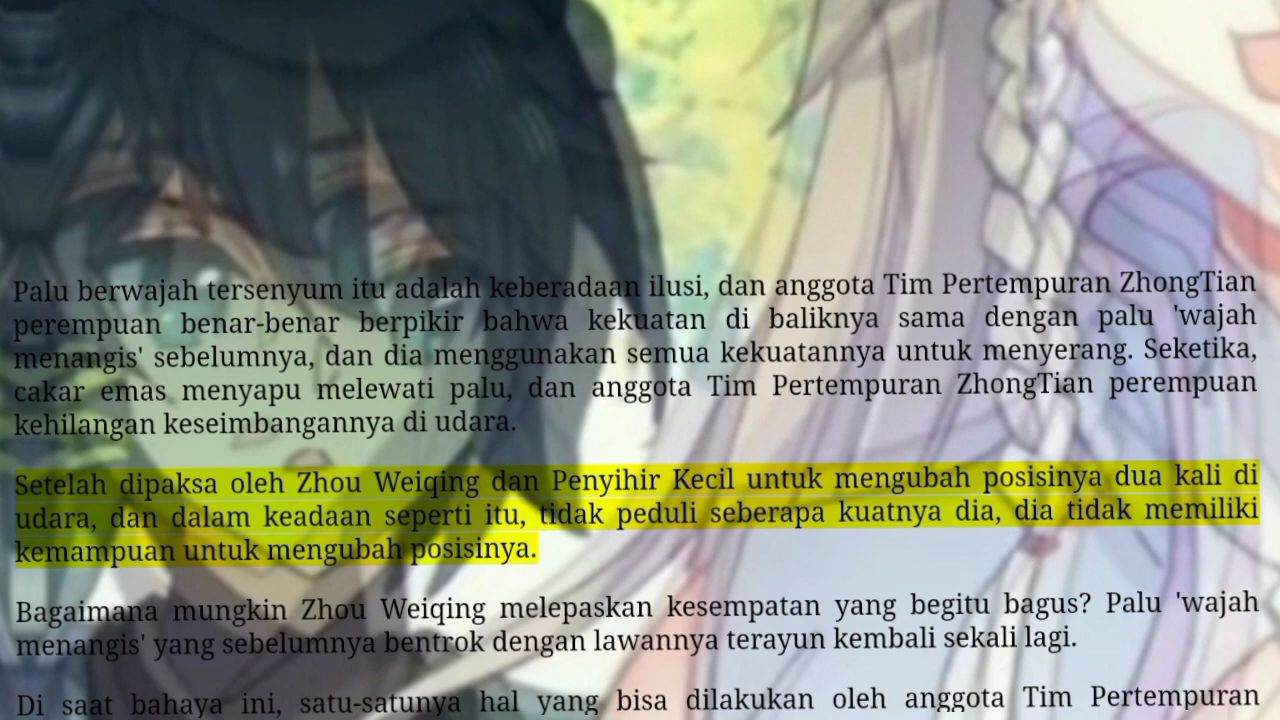 Palu berwajah tersenyum itu adalah keberadaan ilusi, dan anggota Tim Pertempuran ZhongTian
perempuan benar-benar berpikir bahwa kekuatan di baliknya sama dengan palu 'wajah
menangis' sebelumnya, dan dia menggunakan semua kekuatannya untuk menyerang. Seketika,
cakar emas menyapu melewati palu, dan anggota Tim Pertempuran ZhongTian perempuan
kehilangan keseimbangannya di udara.
Setelah dipaksa oleh Zhou Weiqing dan Penyihir Kecil untuk mengubah posisinya dua kali di
udara, dan dalam keadaan seperti itu, tidak peduli seberapa kuatnya dia, dia tidak memiliki
kemampuan untuk mengubah posisinya.
Bagaimana mungkin Zhou Weiqing melepaskan kesempatan yang begitu bagus? Palu 'wajah
menangis' yang sebelumnya bentrok dengan lawannya terayun kembali sekali lagi.
Di saat bahaya ini, satu-satunya hal yang bisa dilakukan oleh anggota Tim Pertempuran